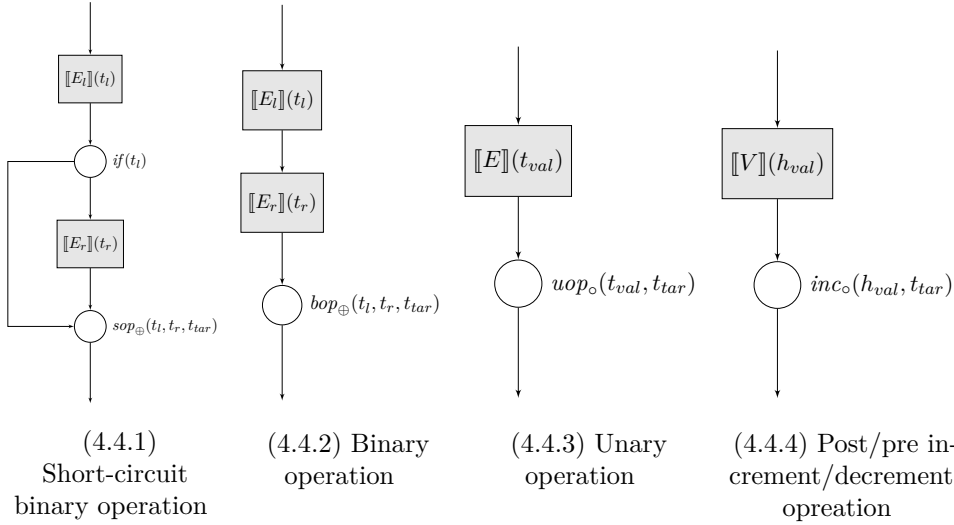 ⟦E_l⟧(t_l)
if(t_l)
⟦E_r⟧(t_r)
sop_⊕(t_l, t_r, t_tar)
(4.4.1)
Short-circuit
binary operation
⟦E_l⟧(t_l)
⟦E_r⟧(t_r)
bop_⊕(t_l, t_r, t_tar)
(4.4.2) Binary
operation
⟦E⟧(t_val)
uop_∘(t_val, t_tar)
(4.4.3) Unary
operation
⟦V⟧(h_val)
inc_∘(h_val, t_tar)
(4.4.4) Post/pre in-
crement/decrement
opreation